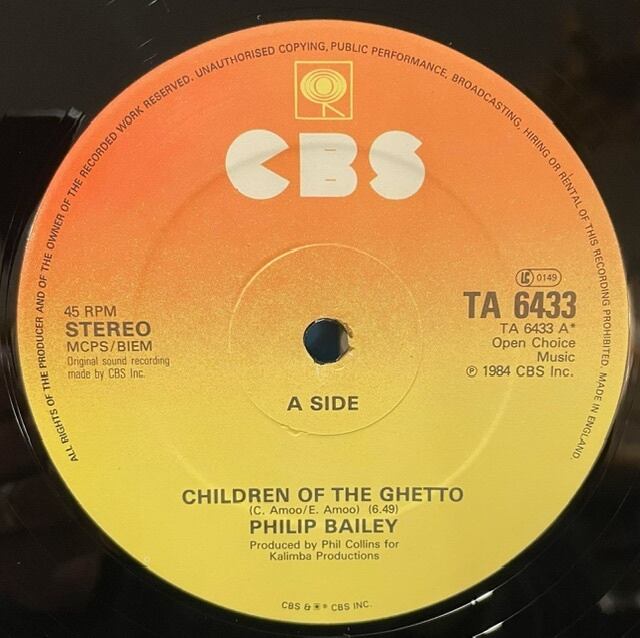 ALL RIGHTS OF THE PRODUCER AND OF THE OWNER OF THE RECORDED WORK RESERVED. UNAUTHORISED COPYING, PUBLIC PERFORMANCE, BROADCASTING, HIRING OR RENTAL OF THIS RECORDING PROHIBITED. MADE IN ENGLAND.
CBS
LC 0149
45 RPM
STEREO
MCPS/BIEM
Original sound recording
made by CBS Inc.
TA 6433
TA 6433 A*
Open Choice
Music
℗ 1984 CBS Inc.
A SIDE
CHILDREN OF THE GHETTO
(C. Amoo/E. Amoo) (6.49)
PHILIP BAILEY
Produced by Phil Collins for
Kalimba Productions
CBS & ® CBS INC.